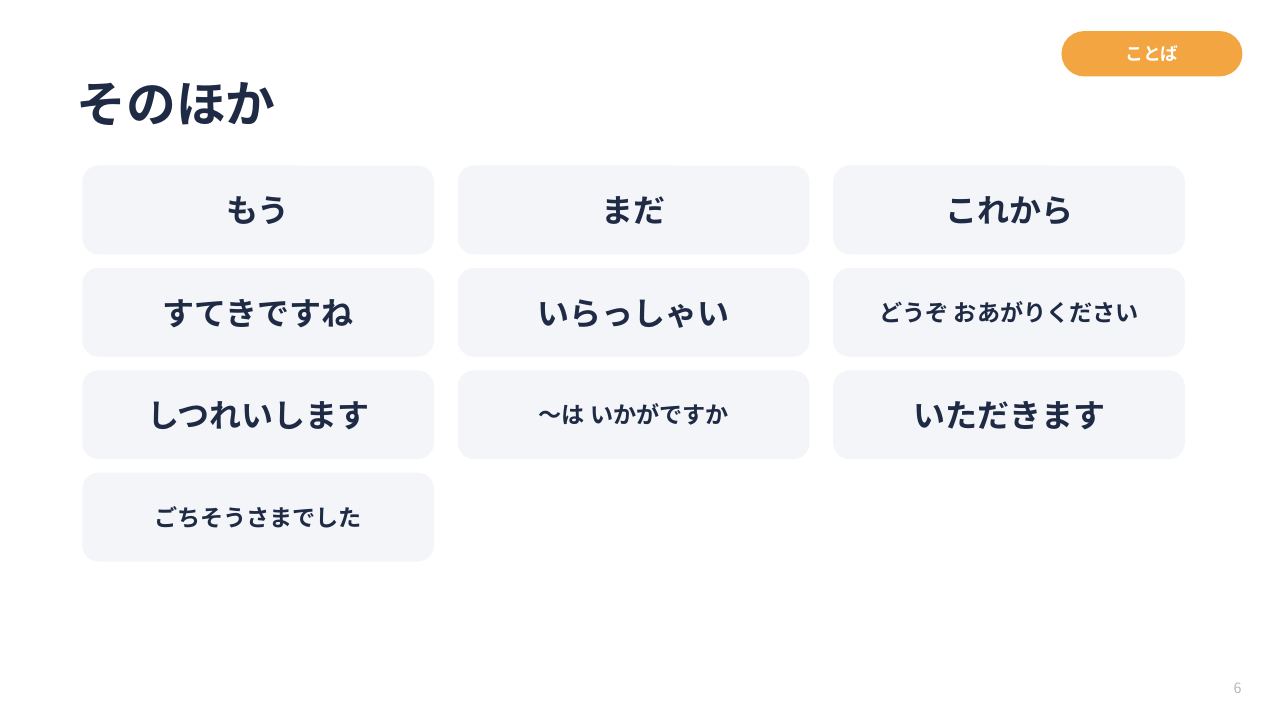 ことば
そのほか
もう
まだ
これから
すてきですね
いらっしゃい
どうぞ おあがりください
しつれいします
～は いかがですか
いただきます
ごちそうさまでした
6